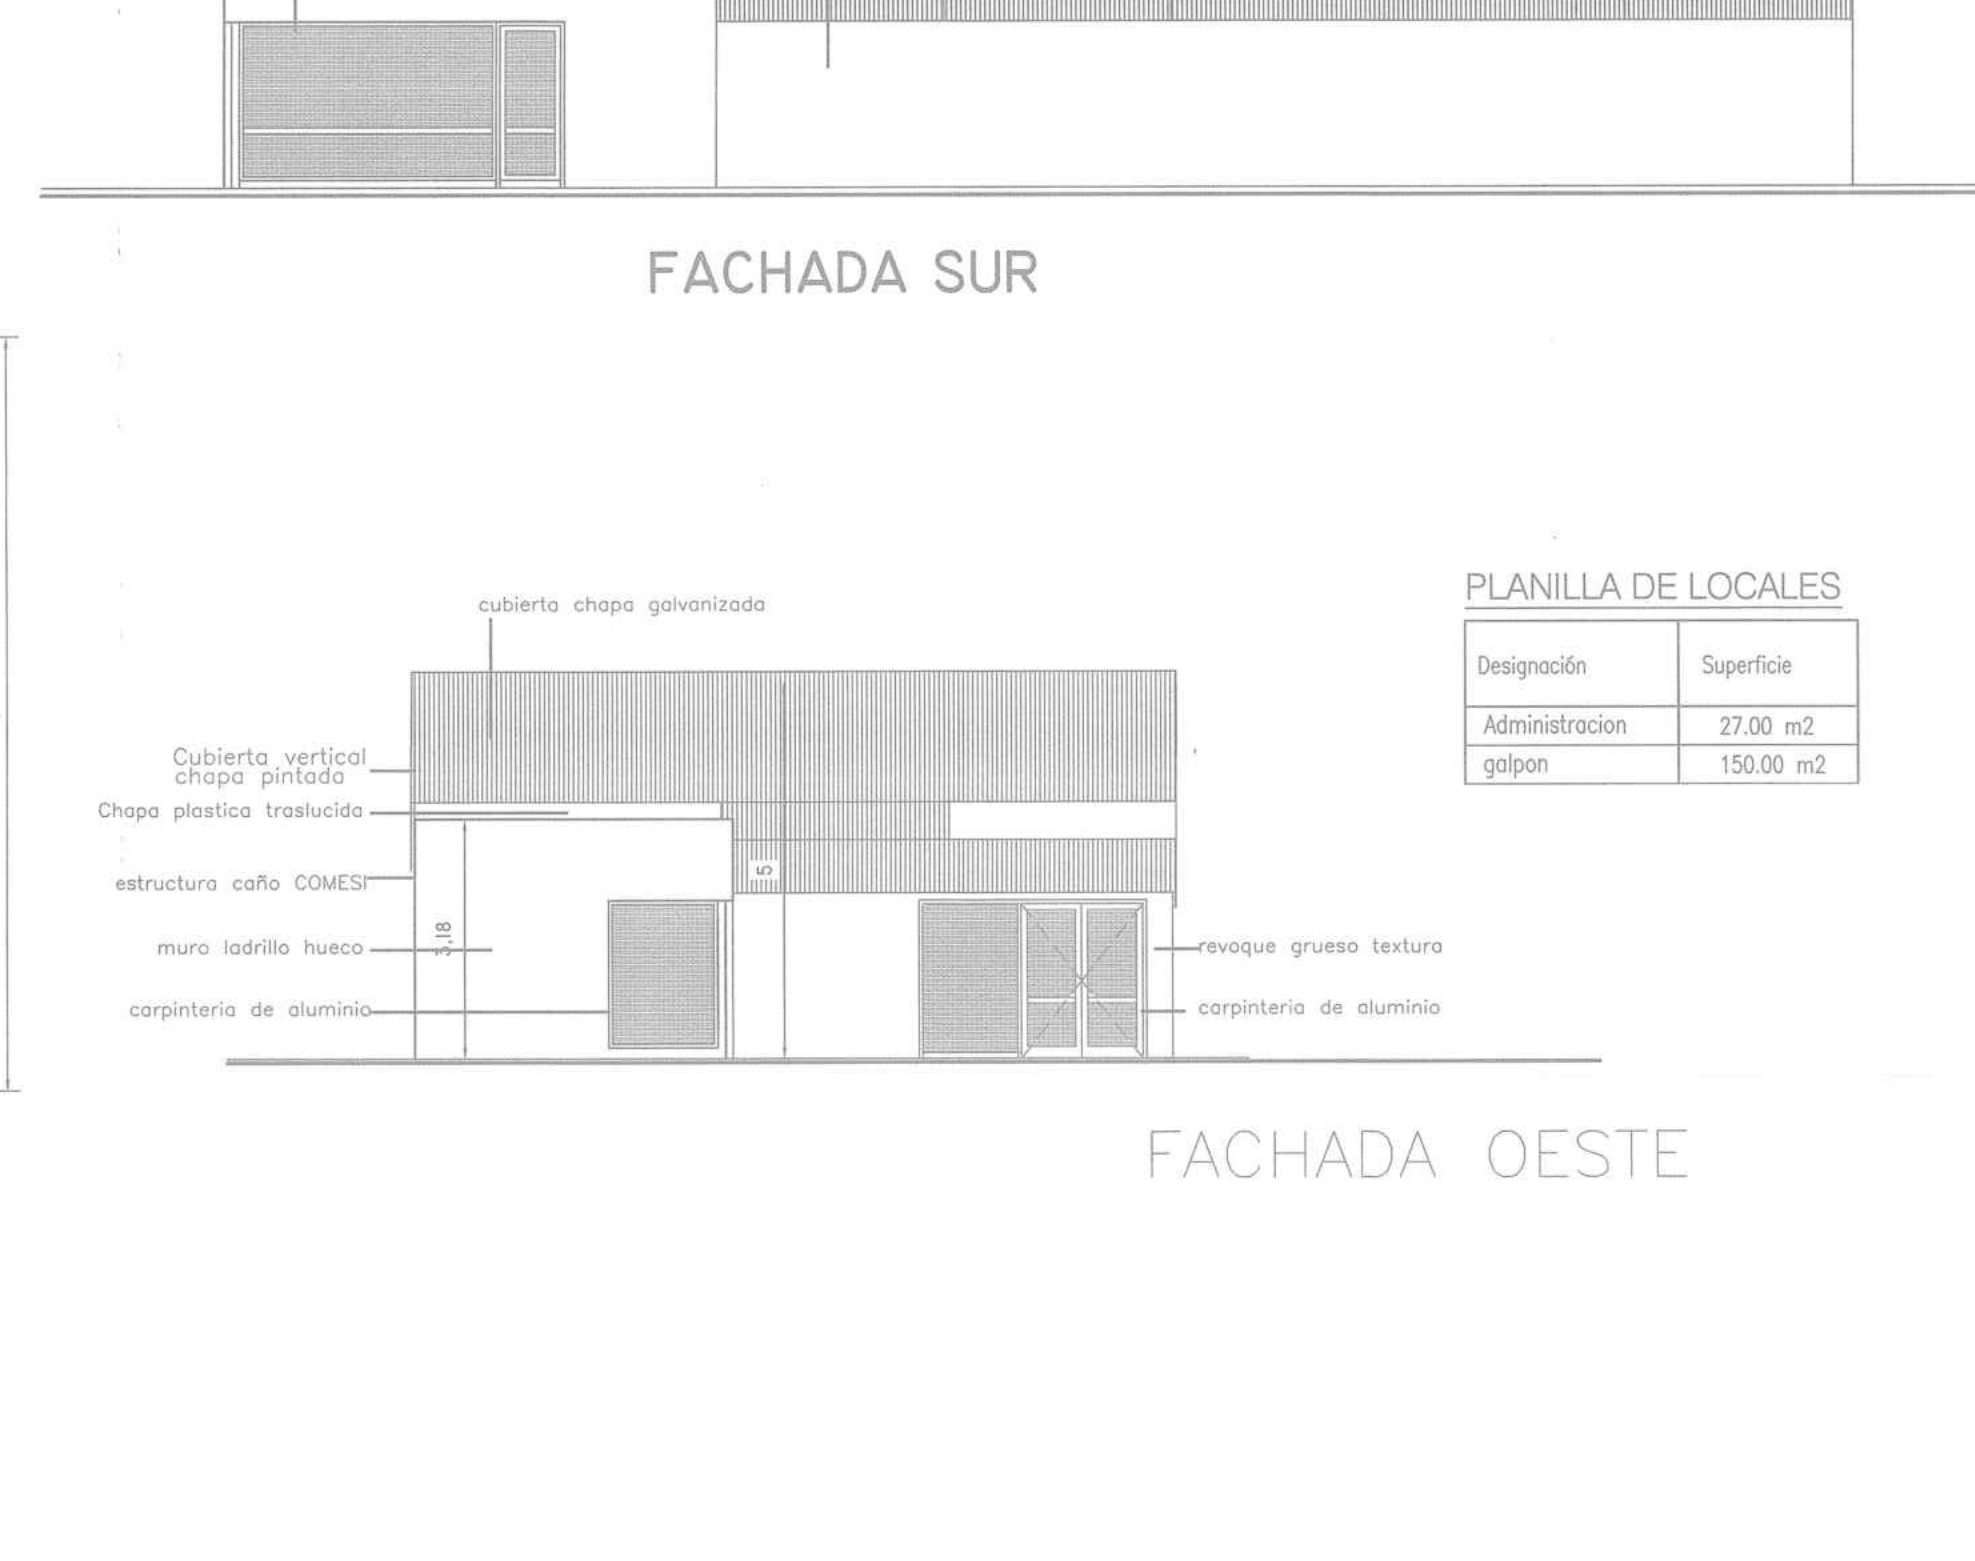 FACHADA SUR
cubierta chapa galvanizada
Cubierta vertical
chapa pintada
Chapa plastica traslucida
estructura caño COMESI
muro ladrillo hueco
carpinteria de aluminio
3,18
5
revoque grueso textura
carpinteria de aluminio
PLANILLA DE LOCALES
Designación Superficie
Administracion 27.00 m2
galpon 150.00 m2
FACHADA OESTE